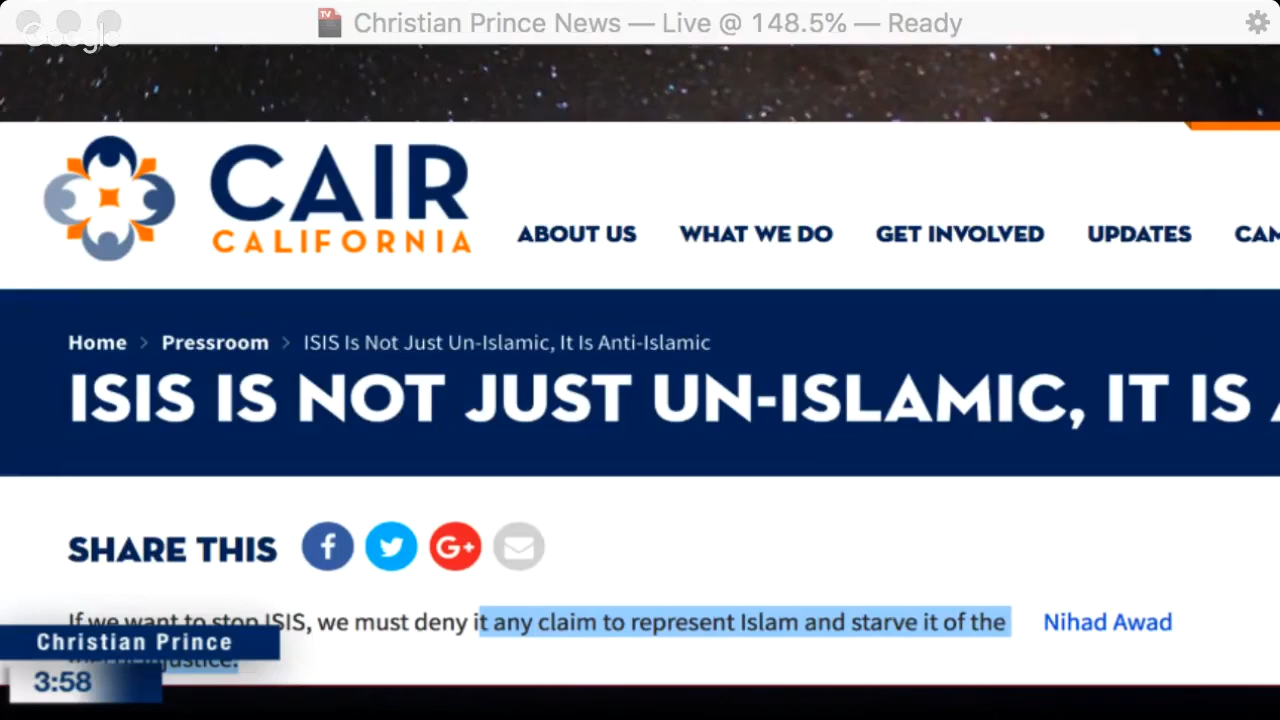 Google
TV
Christian Prince News — Live @ 148.5% — Ready
CAIR
CALIFORNIA
ABOUT US WHAT WE DO GET INVOLVED UPDATES
Home > Pressroom > ISIS Is Not Just Un-Islamic, It Is Anti-Islamic
ISIS IS NOT JUST UN-ISLAMIC, IT IS
SHARE THIS
f G+
If we want to stop ISIS, we must deny it any claim to represent Islam and starve it of the Nihad Awad
injustice.
Christian Prince
3:58